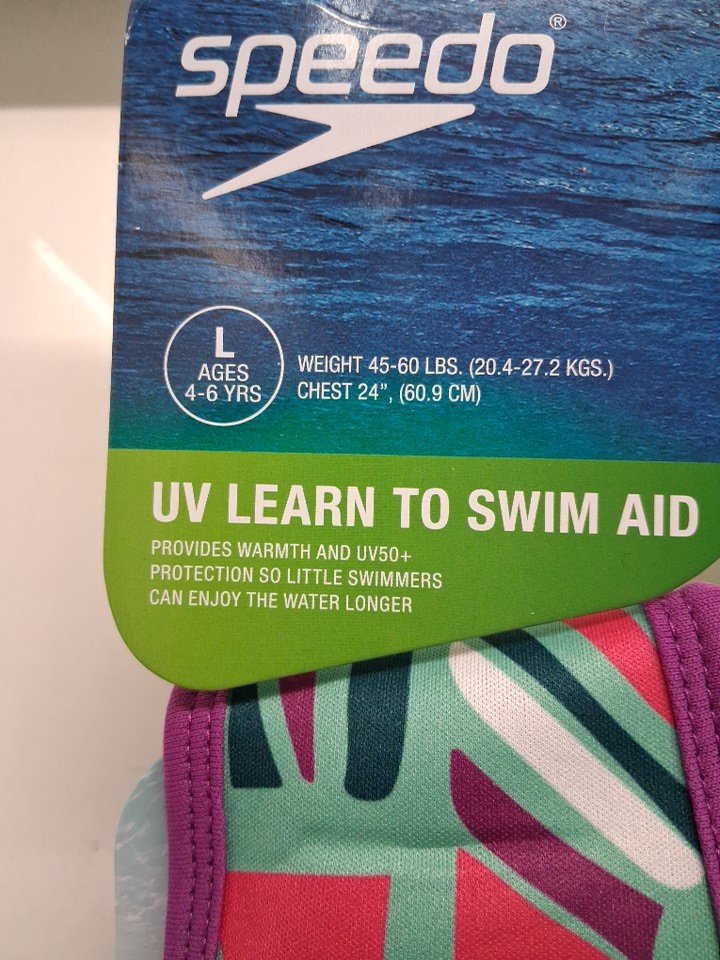 speedo®
L
AGES
4-6 YRS
WEIGHT 45-60 LBS. (20.4-27.2 KGS.)
CHEST 24”, (60.9 CM)
UV LEARN TO SWIM AID
PROVIDES WARMTH AND UV50+
PROTECTION SO LITTLE SWIMMERS
CAN ENJOY THE WATER LONGER